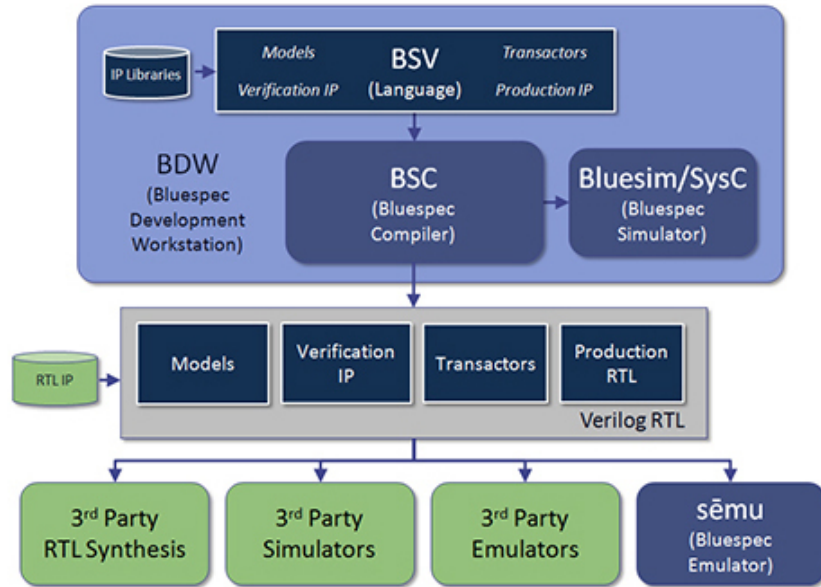 IP Libraries
Models
BSV
Transactors
Verification IP
(Language)
Production IP
BDW
(Bluespec
Development
Workstation)
BSC
(Bluespec
Compiler)
Bluesim/SysC
(Bluespec
Simulator)
RTL IP
Models
Verification
IP
Transactors
Production
RTL
Verilog RTL
3rd Party
RTL Synthesis
3rd Party
Simulators
3rd Party
Emulators
sēmu
(Bluespec
Emulator)